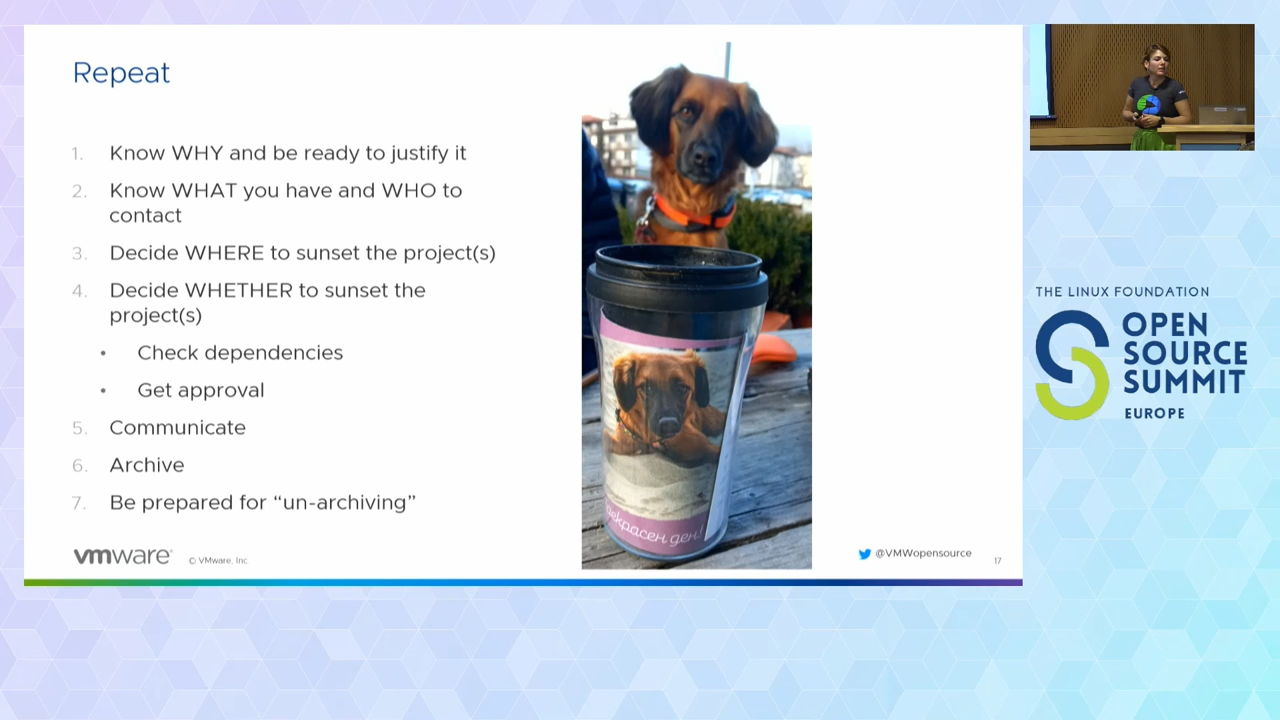 Repeat
1. Know WHY and be ready to justify it
2. Know WHAT you have and WHO to
contact
3. Decide WHERE to sunset the project(s)
4. Decide WHETHER to sunset the
project(s)
• Check dependencies
• Get approval
5. Communicate
6. Archive
7. Be prepared for “un-archiving”
ден!
vmware®
© VMware, Inc
@VMWopensource
17
THE LINUX FOUNDATION
OPEN
SOURCE
SUMMIT
EUROPE